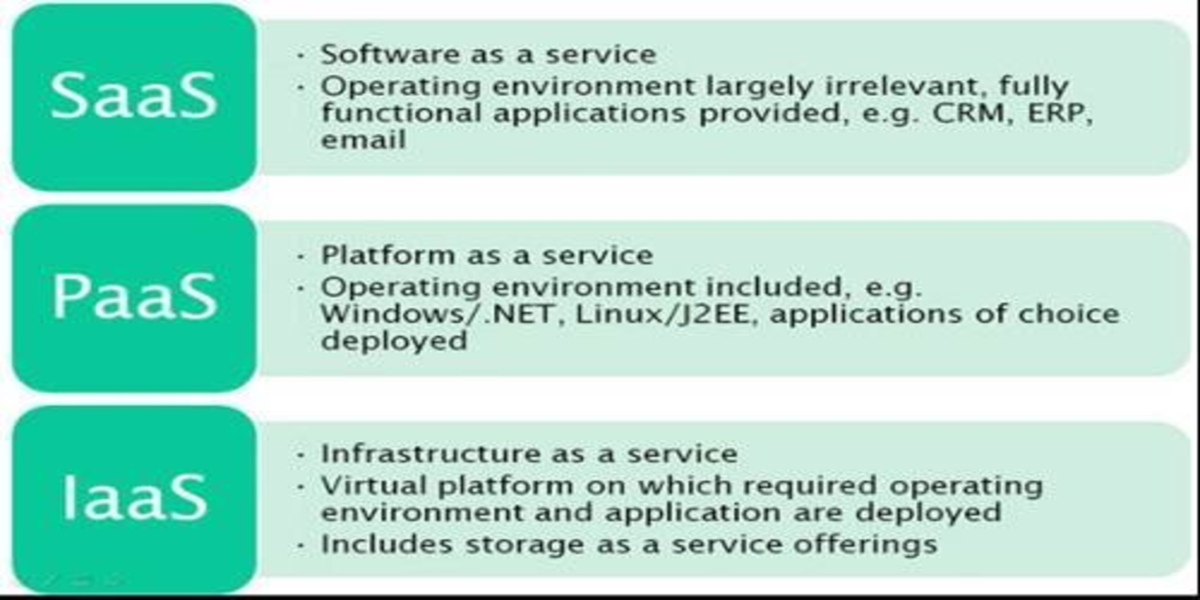 SaaS
· Software as a service
· Operating environment largely irrelevant, fully
functional applications provided, e.g. CRM, ERP,
email
PaaS
· Platform as a service
· Operating environment included, e.g.
Windows/.NET, Linux/J2EE, applications of choice
deployed
IaaS
· Infrastructure as a service
· Virtual platform on which required operating
environment and application are deployed
· Includes storage as a service offerings